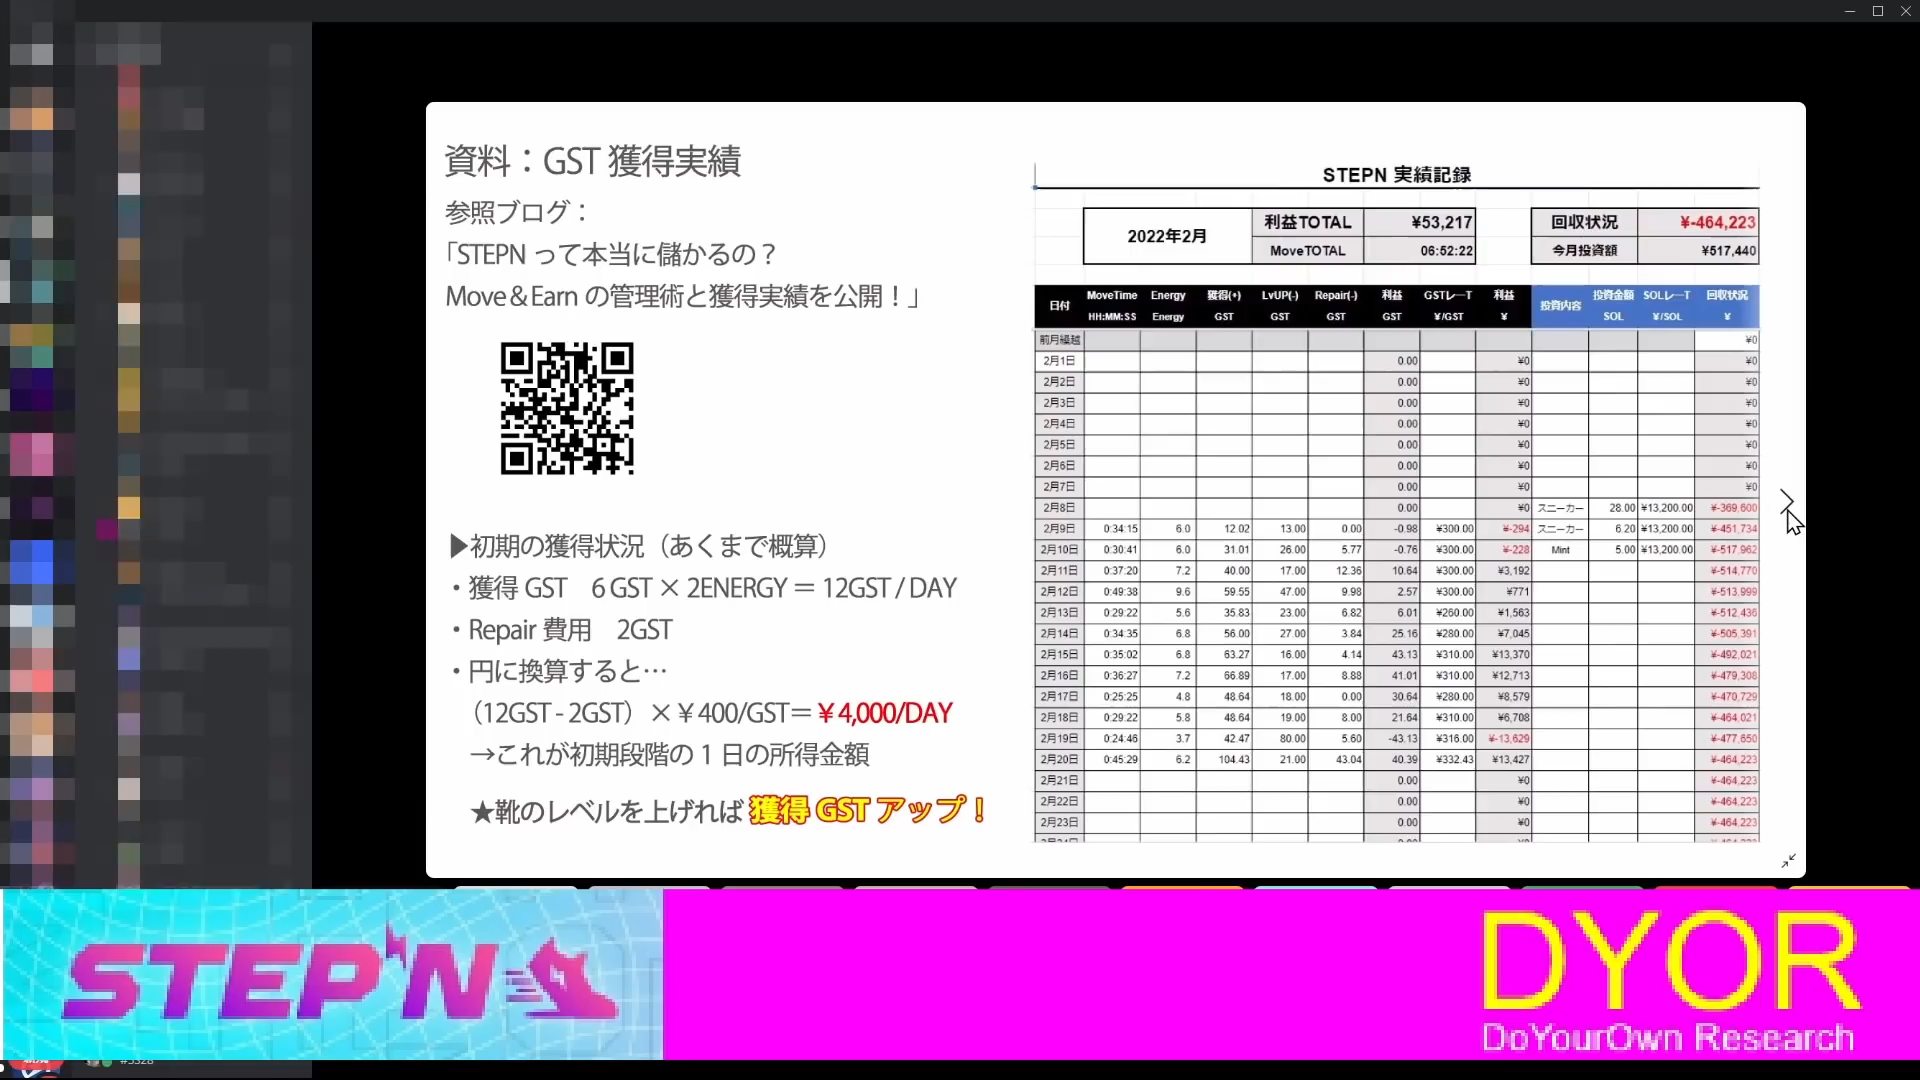 資料：GST 獲得実績
参照ブログ：
「STEPN って本当に儲かるの？
Move＆Earn の管理術と獲得実績を公開！」
▶初期の獲得状況（あくまで概算）
・獲得 GST　6 GST × 2ENERGY ＝ 12GST / DAY
・Repair 費用　2GST
・円に換算すると…
（12GST - 2GST）×￥400/GST＝￥4,000/DAY
→これが初期段階の 1 日の所得金額
★靴のレベルを上げれば 獲得 GST アップ！
STEPN 実績記録
2022年2月 利益TOTAL ¥53,217 回収状況 ¥-464,223
MoveTOTAL 06:52:22 今月投資額 ¥517,440
日付 MoveTime Energy 獲得(+) LvUP(-) Repair(-) 利益 GSTレーT 利益 投資内容 投資金額 SOLレーT 回収状況
HH:MM:SS Energy GST GST GST GST ¥/GST ¥ SOL ¥/SOL ¥
前月繰越 ¥0
2月1日 0.00 ¥0 ¥0
2月2日 0.00 ¥0 ¥0
2月3日 0.00 ¥0 ¥0
2月4日 0.00 ¥0 ¥0
2月5日 0.00 ¥0 ¥0
2月6日 0.00 ¥0 ¥0
2月7日 0.00 ¥0 ¥0
2月8日 0.00 ¥0 スニーカー 28.00 ¥13,200.00 ¥-369,600
2月9日 0:34:15 6.0 12.02 13.00 0.00 -0.98 ¥300.00 ¥-294 スニーカー 6.20 ¥13,200.00 ¥-451,734
2月10日 0:30:41 6.0 31.01 26.00 5.77 -0.76 ¥300.00 ¥-228 Mint 5.00 ¥13,200.00 ¥-517,962
2月11日 0:37:20 7.2 40.00 17.00 12.36 10.64 ¥300.00 ¥3,192 ¥-514,770
2月12日 0:49:38 9.6 59.55 47.00 9.98 2.57 ¥300.00 ¥771 ¥-513,999
2月13日 0:29:22 5.6 35.83 23.00 6.82 6.01 ¥260.00 ¥1,563 ¥-512,436
2月14日 0:34:35 6.8 56.00 27.00 3.84 25.16 ¥280.00 ¥7,045 ¥-505,391
2月15日 0:35:02 6.8 63.27 16.00 4.14 43.13 ¥310.00 ¥13,370 ¥-492,021
2月16日 0:36:27 7.2 66.89 17.00 8.88 41.01 ¥310.00 ¥12,713 ¥-479,308
2月17日 0:25:25 4.8 48.64 18.00 0.00 30.64 ¥280.00 ¥8,579 ¥-470,729
2月18日 0:29:22 5.8 48.64 19.00 8.00 21.64 ¥310.00 ¥6,708 ¥-464,021
2月19日 0:24:46 3.7 42.47 80.00 5.60 -43.13 ¥316.00 ¥-13,629 ¥-477,650
2月20日 0:45:29 6.2 104.43 21.00 43.04 40.39 ¥332.43 ¥13,427 ¥-464,223
2月21日 0.00 ¥0 ¥-464,223
2月22日 0.00 ¥0 ¥-464,223
2月23日 0.00 ¥0 ¥-464,223
STEP'N
DYOR
DoYourOwn Research